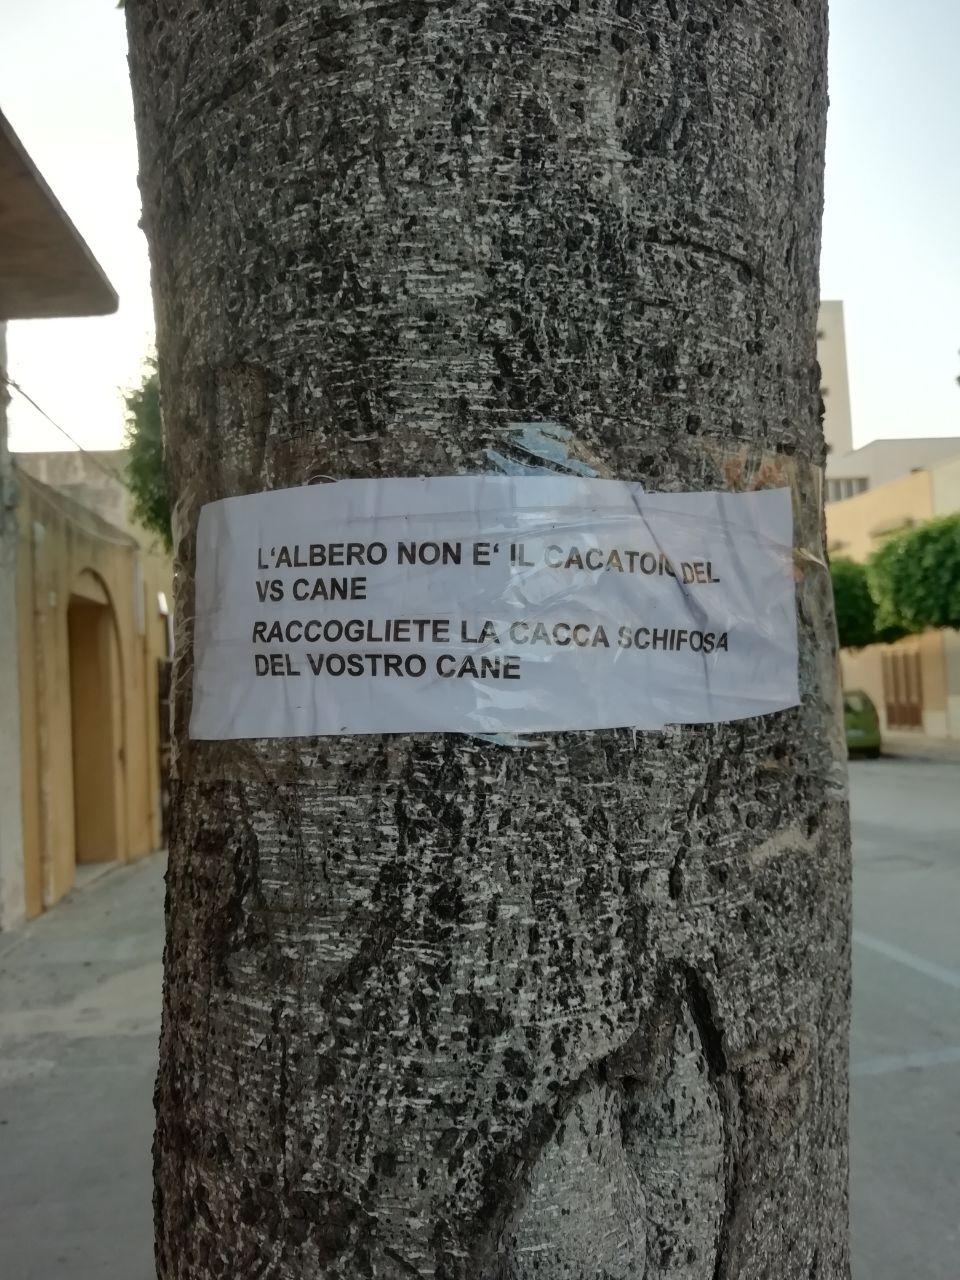 L'ALBERO NON E' IL CACATOIO DEL
VS CANE
RACCOGLIETE LA CACCA SCHIFOSA
DEL VOSTRO CANE